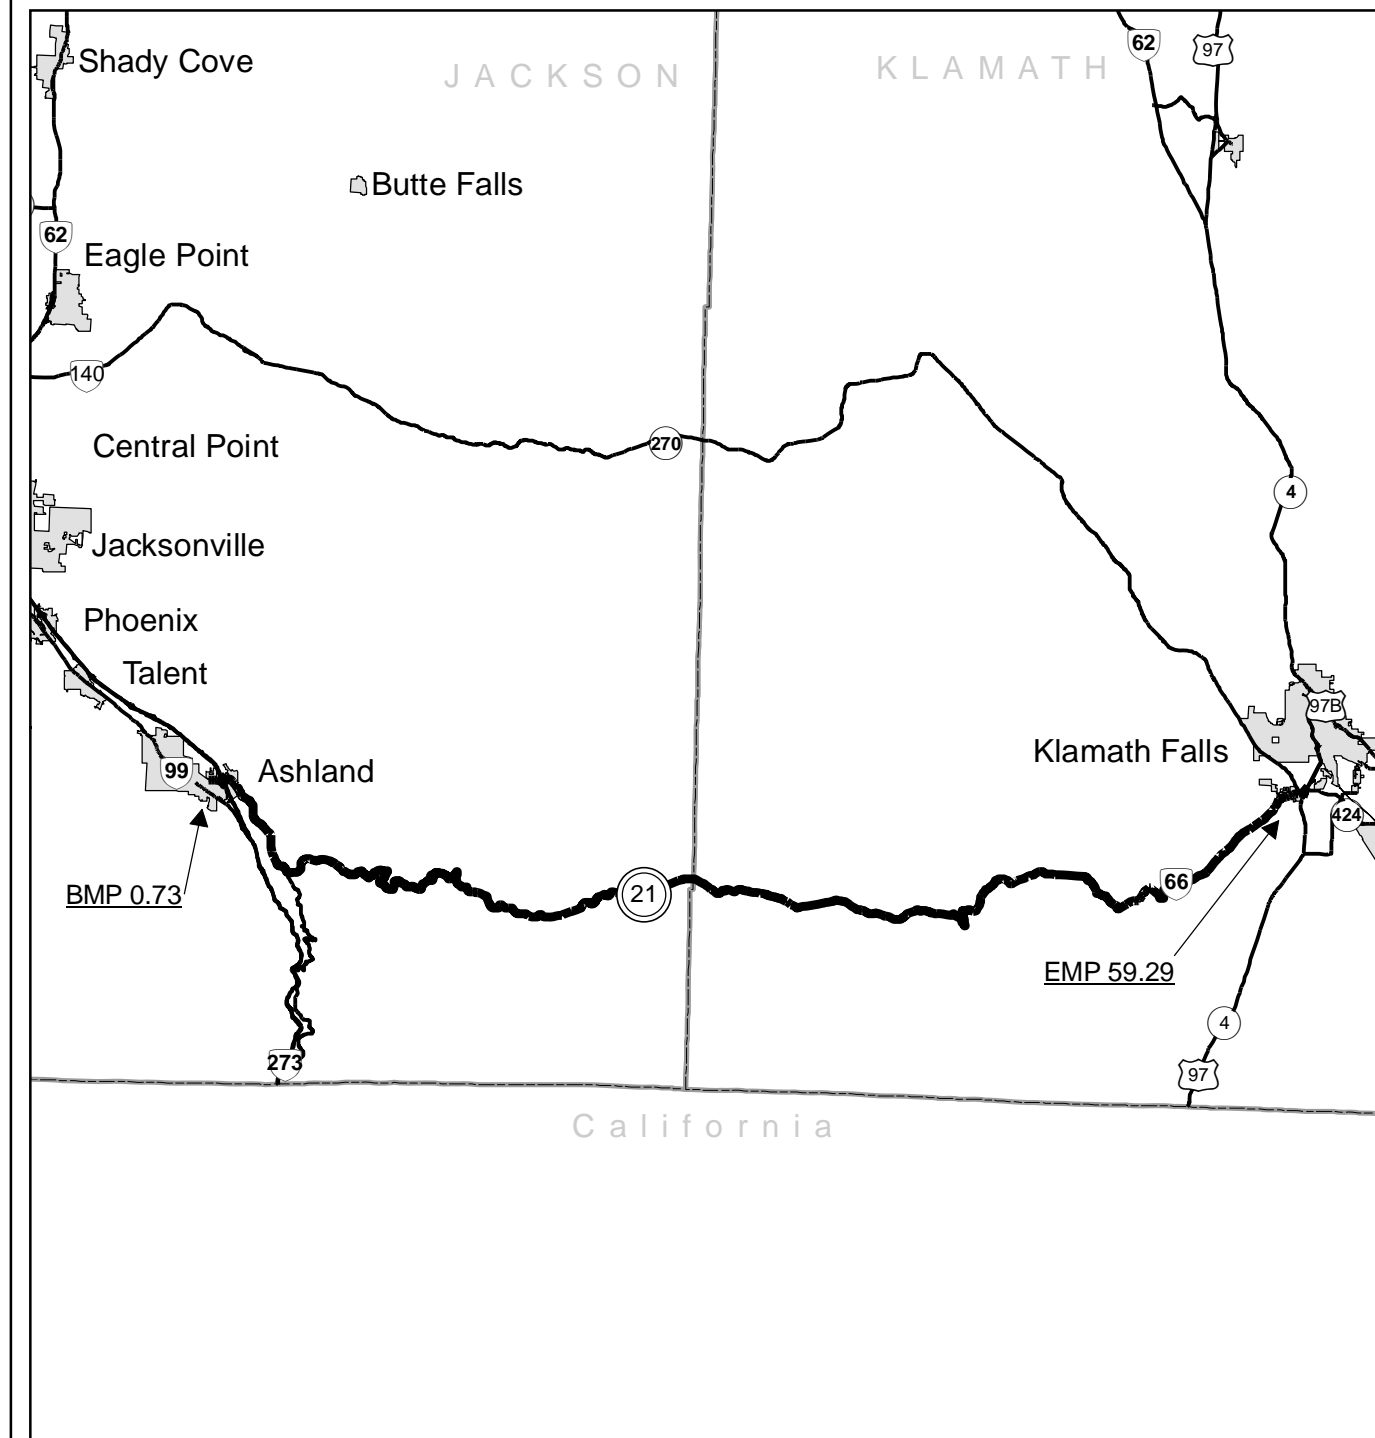 62
97
Shady Cove
JACKSON
KLAMATH
Butte Falls
62
Eagle Point
140
Central Point
270
4
Jacksonville
Phoenix
Talent
97B
Klamath Falls
99
Ashland
424
BMP 0.73
21
66
EMP 59.29
4
273
97
California